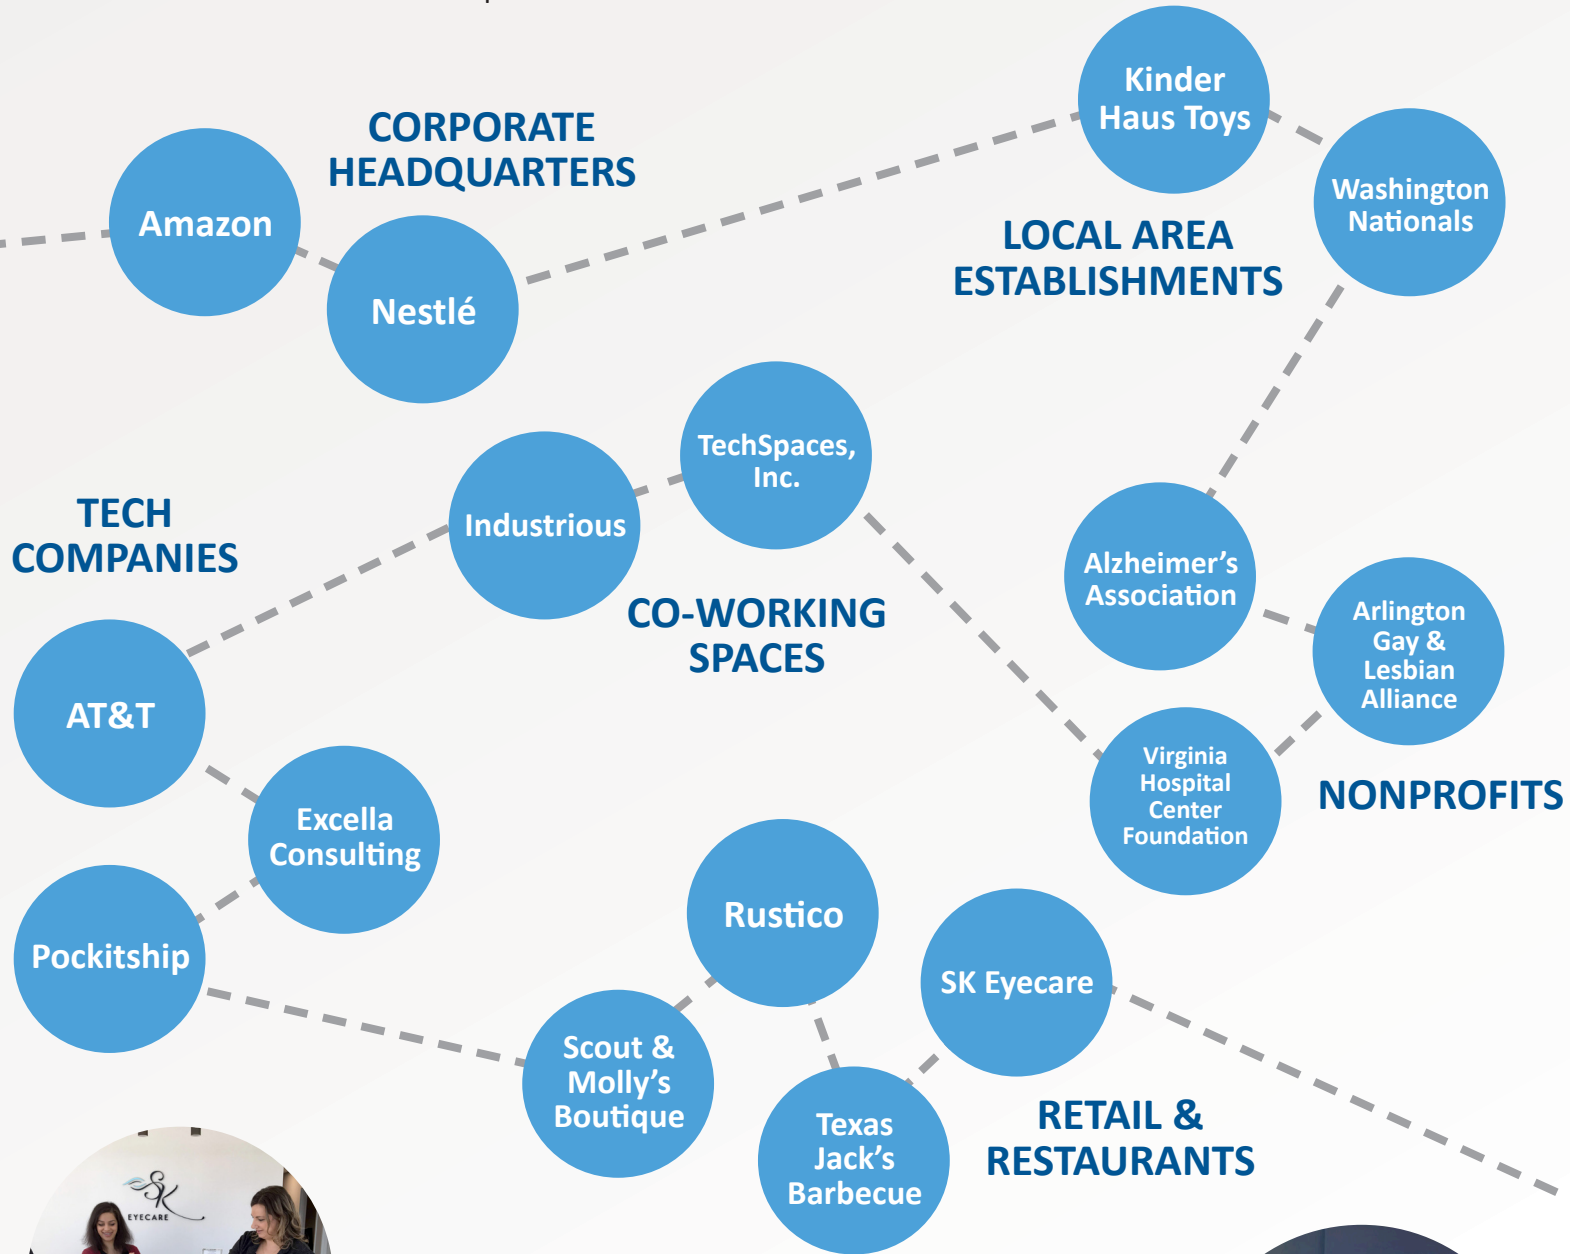 CORPORATE
HEADQUARTERS
Amazon
Nestlé
Kinder
Haus Toys
Washington
Nationals
LOCAL AREA
ESTABLISHMENTS
TechSpaces,
Inc.
Industrious
CO-WORKING
SPACES
TECH
COMPANIES
AT&T
Excella
Consulting
Pockitship
Alzheimer's
Association
Arlington
Gay &
Lesbian
Alliance
Virginia
Hospital
Center
Foundation
NONPROFITS
Rustico
SK Eyecare
Scout &
Molly's
Boutique
Texas
Jack's
Barbecue
RETAIL &
RESTAURANTS
SK
EYECARE